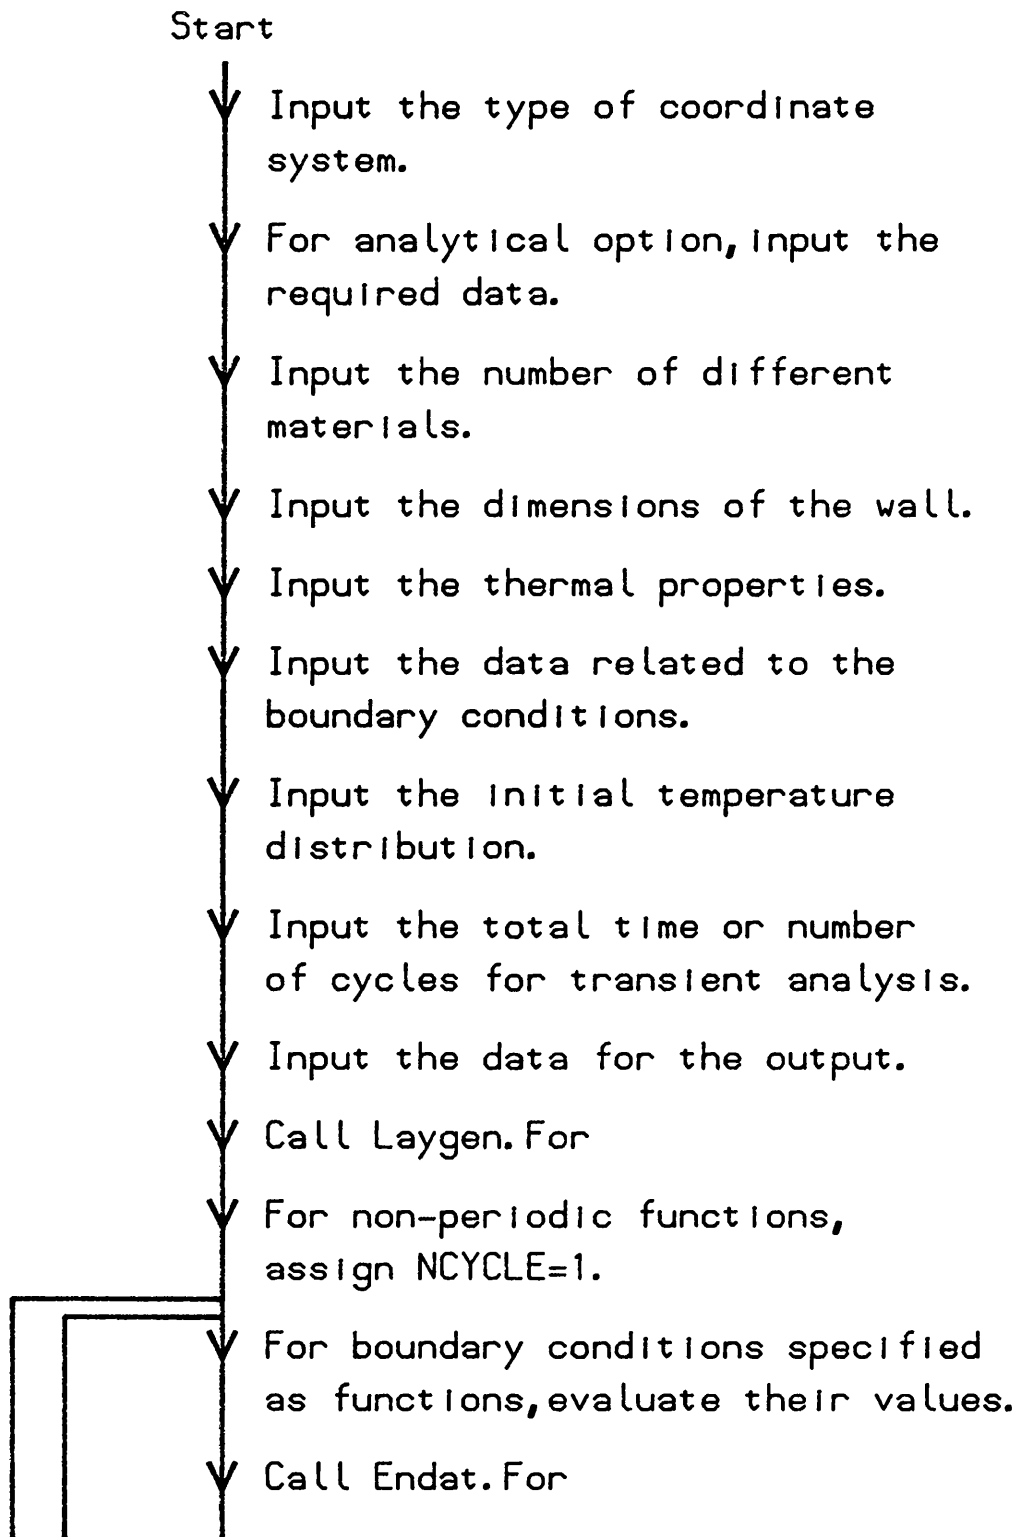 Start
Input the type of coordinate
system.
For analytical option, input the
required data.
Input the number of different
materials.
Input the dimensions of the wall.
Input the thermal properties.
Input the data related to the
boundary conditions.
Input the initial temperature
distribution.
Input the total time or number
of cycles for transient analysis.
Input the data for the output.
Call Laygen. For
For non-periodic functions,
assign NCYCLE=1.
For boundary conditions specified
as functions, evaluate their values.
Call Endat. For